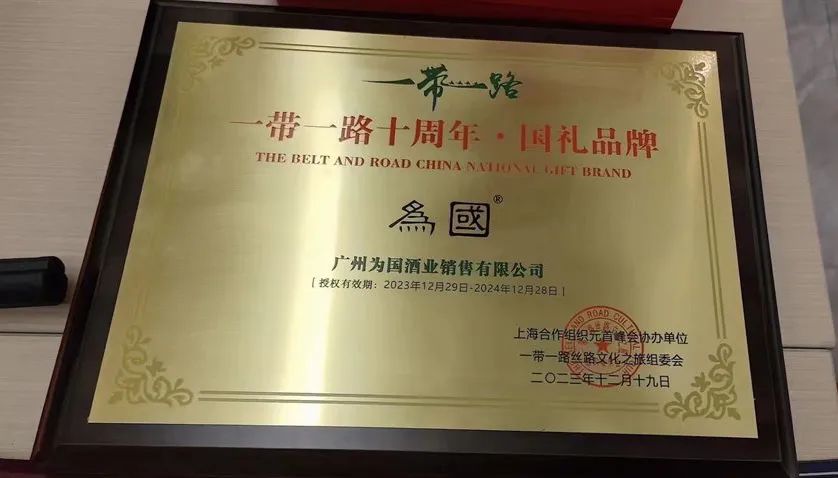 一带一路
一带一路十周年·国礼品牌
THE BELT AND ROAD CHINA NATIONAL GIFT BRAND
為國®
广州为国酒业销售有限公司
[ 授权有效期：2023年12月29日-2024年12月28日 ]
上海合作组织元首峰会协办单位
一带一路丝路文化之旅组委会
二〇二三年十二月十九日